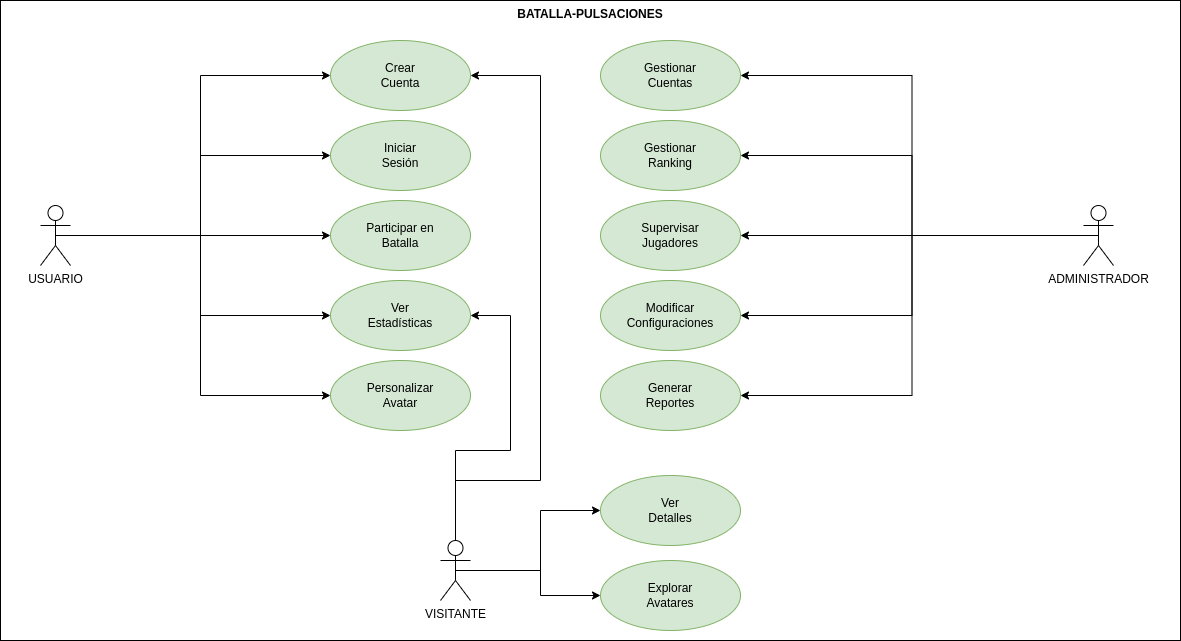 BATALLA-PULSACIONES
Crear
Cuenta
Iniciar
Sesión
Participar en
Batalla
Ver
Estadísticas
Personalizar
Avatar
Gestionar
Cuentas
Gestionar
Ranking
Supervisar
Jugadores
Modificar
Configuraciones
Generar
Reportes
USUARIO
ADMINISTRADOR
Ver
Detalles
Explorar
Avatares
VISITANTE